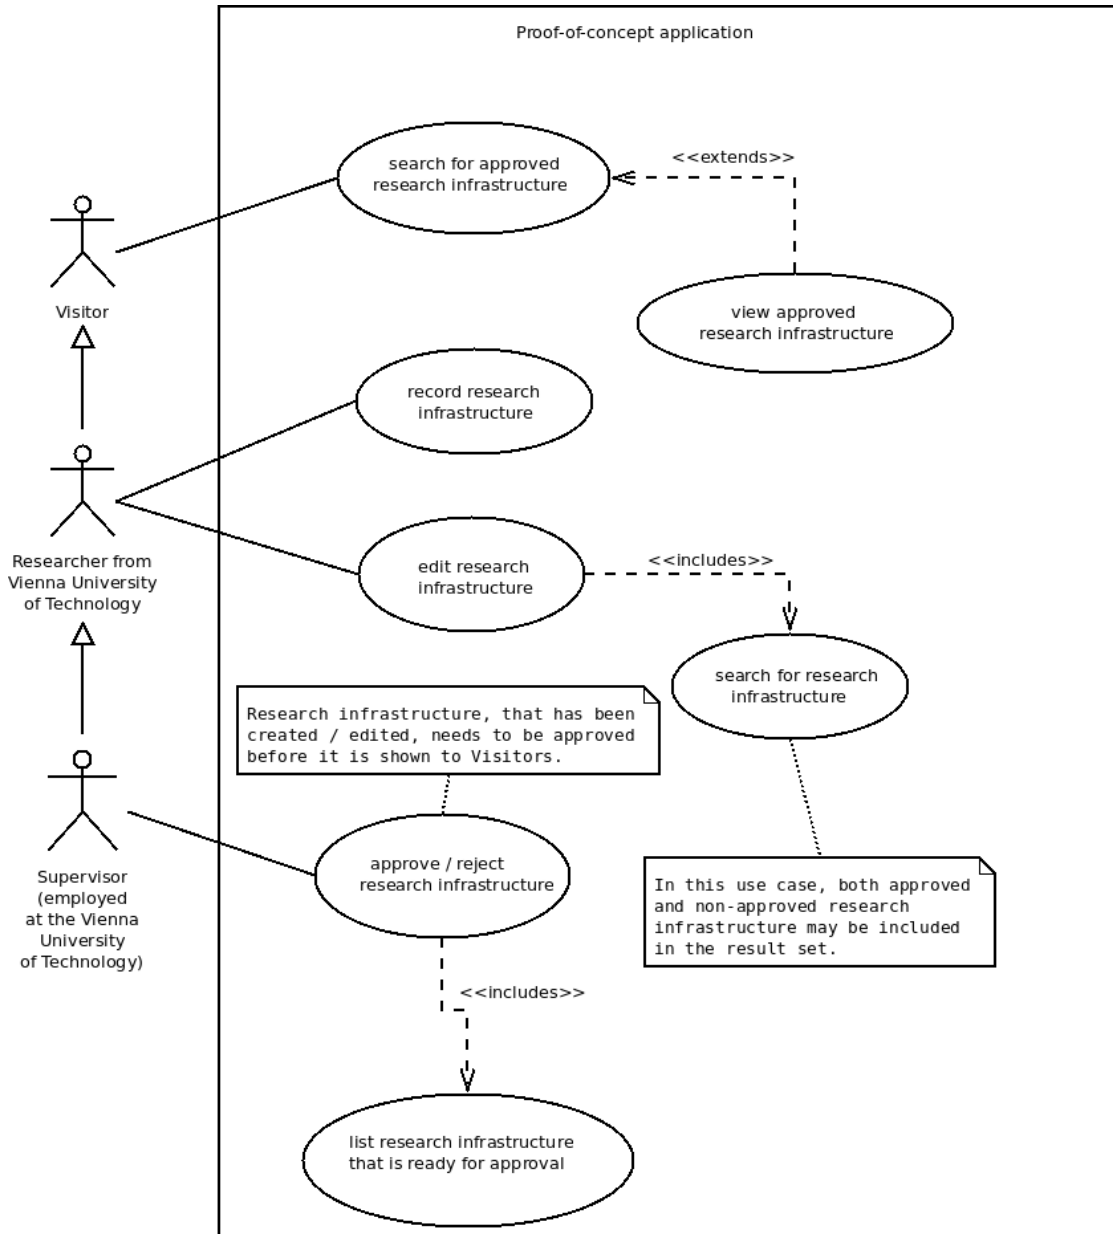 Proof-of-concept application
search for approved
research infrastructure
<<extends>>
Visitor
view approved
research infrastructure
record research
infrastructure
Researcher from
Vienna University
of Technology
edit research
infrastructure
<<includes>>
search for research
infrastructure
Research infrastructure, that has been
created / edited, needs to be approved
before it is shown to Visitors.
Supervisor
(employed
at the Vienna
University
of Technology)
approve / reject
research infrastructure
In this use case, both approved
and non-approved research
infrastructure may be included
in the result set.
<<includes>>
list research infrastructure
that is ready for approval